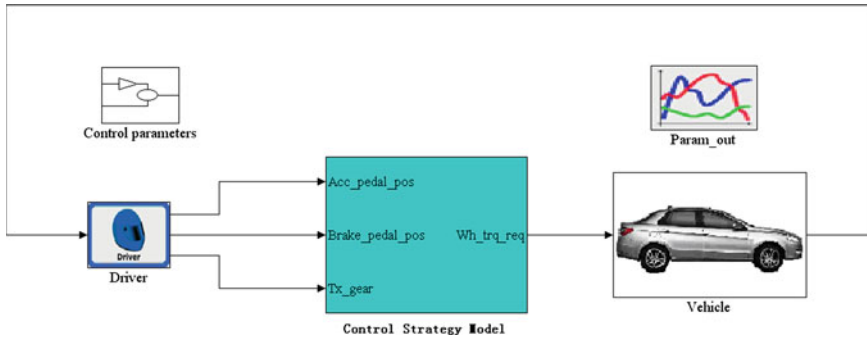 Control parameters
Param_out
Acc_pedal_pos
Brake_pedal_pos
Wh_trq_req
Driver
Driver
Tx_gear
Vehicle
Control Strategy Model